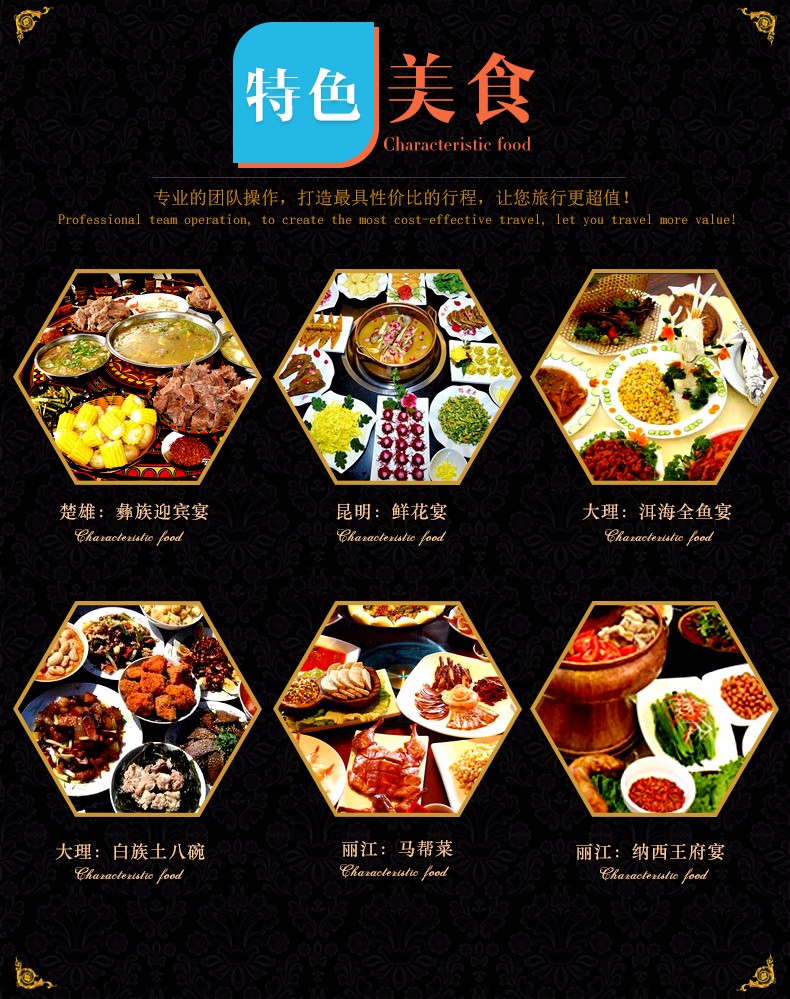 特色美食
Characteristic food
专业的团队操作，打造最具性价比的行程，让您旅行更超值！
Professional team operation, to create the most cost-effective travel, let you travel more value!
楚雄：彝族迎宾宴
Characteristic food
昆明：鲜花宴
Characteristic food
大理：洱海全鱼宴
Characteristic food
大理：白族土八碗
Characteristic food
丽江：马帮菜
Characteristic food
丽江：纳西王府宴
Characteristic food